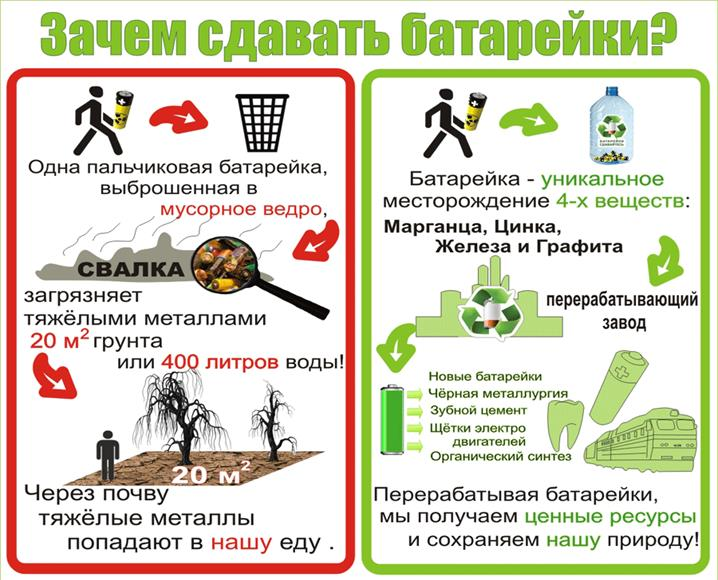 Зачем сдавать батарейки?
Одна пальчиковая батарейка,
выброшенная в
мусорное ведро,
СВАЛКА
загрязняет
тяжёлыми металлами
20 м² грунта
или 400 литров воды!
20 м²
Через почву
тяжёлые металлы
попадают в нашу еду .
БАТАРЕЙКИ
СДАВАЙТЕСЬ
Батарейка - уникальное
месторождение 4-х веществ:
Марганца, Цинка,
Железа и Графита
перерабатывающий
завод
Новые батарейки
Чёрная металлургия
Зубной цемент
Щётки электро
двигателей
Органический синтез
Перерабатывая батарейки,
мы получаем ценные ресурсы
и сохраняем нашу природу!